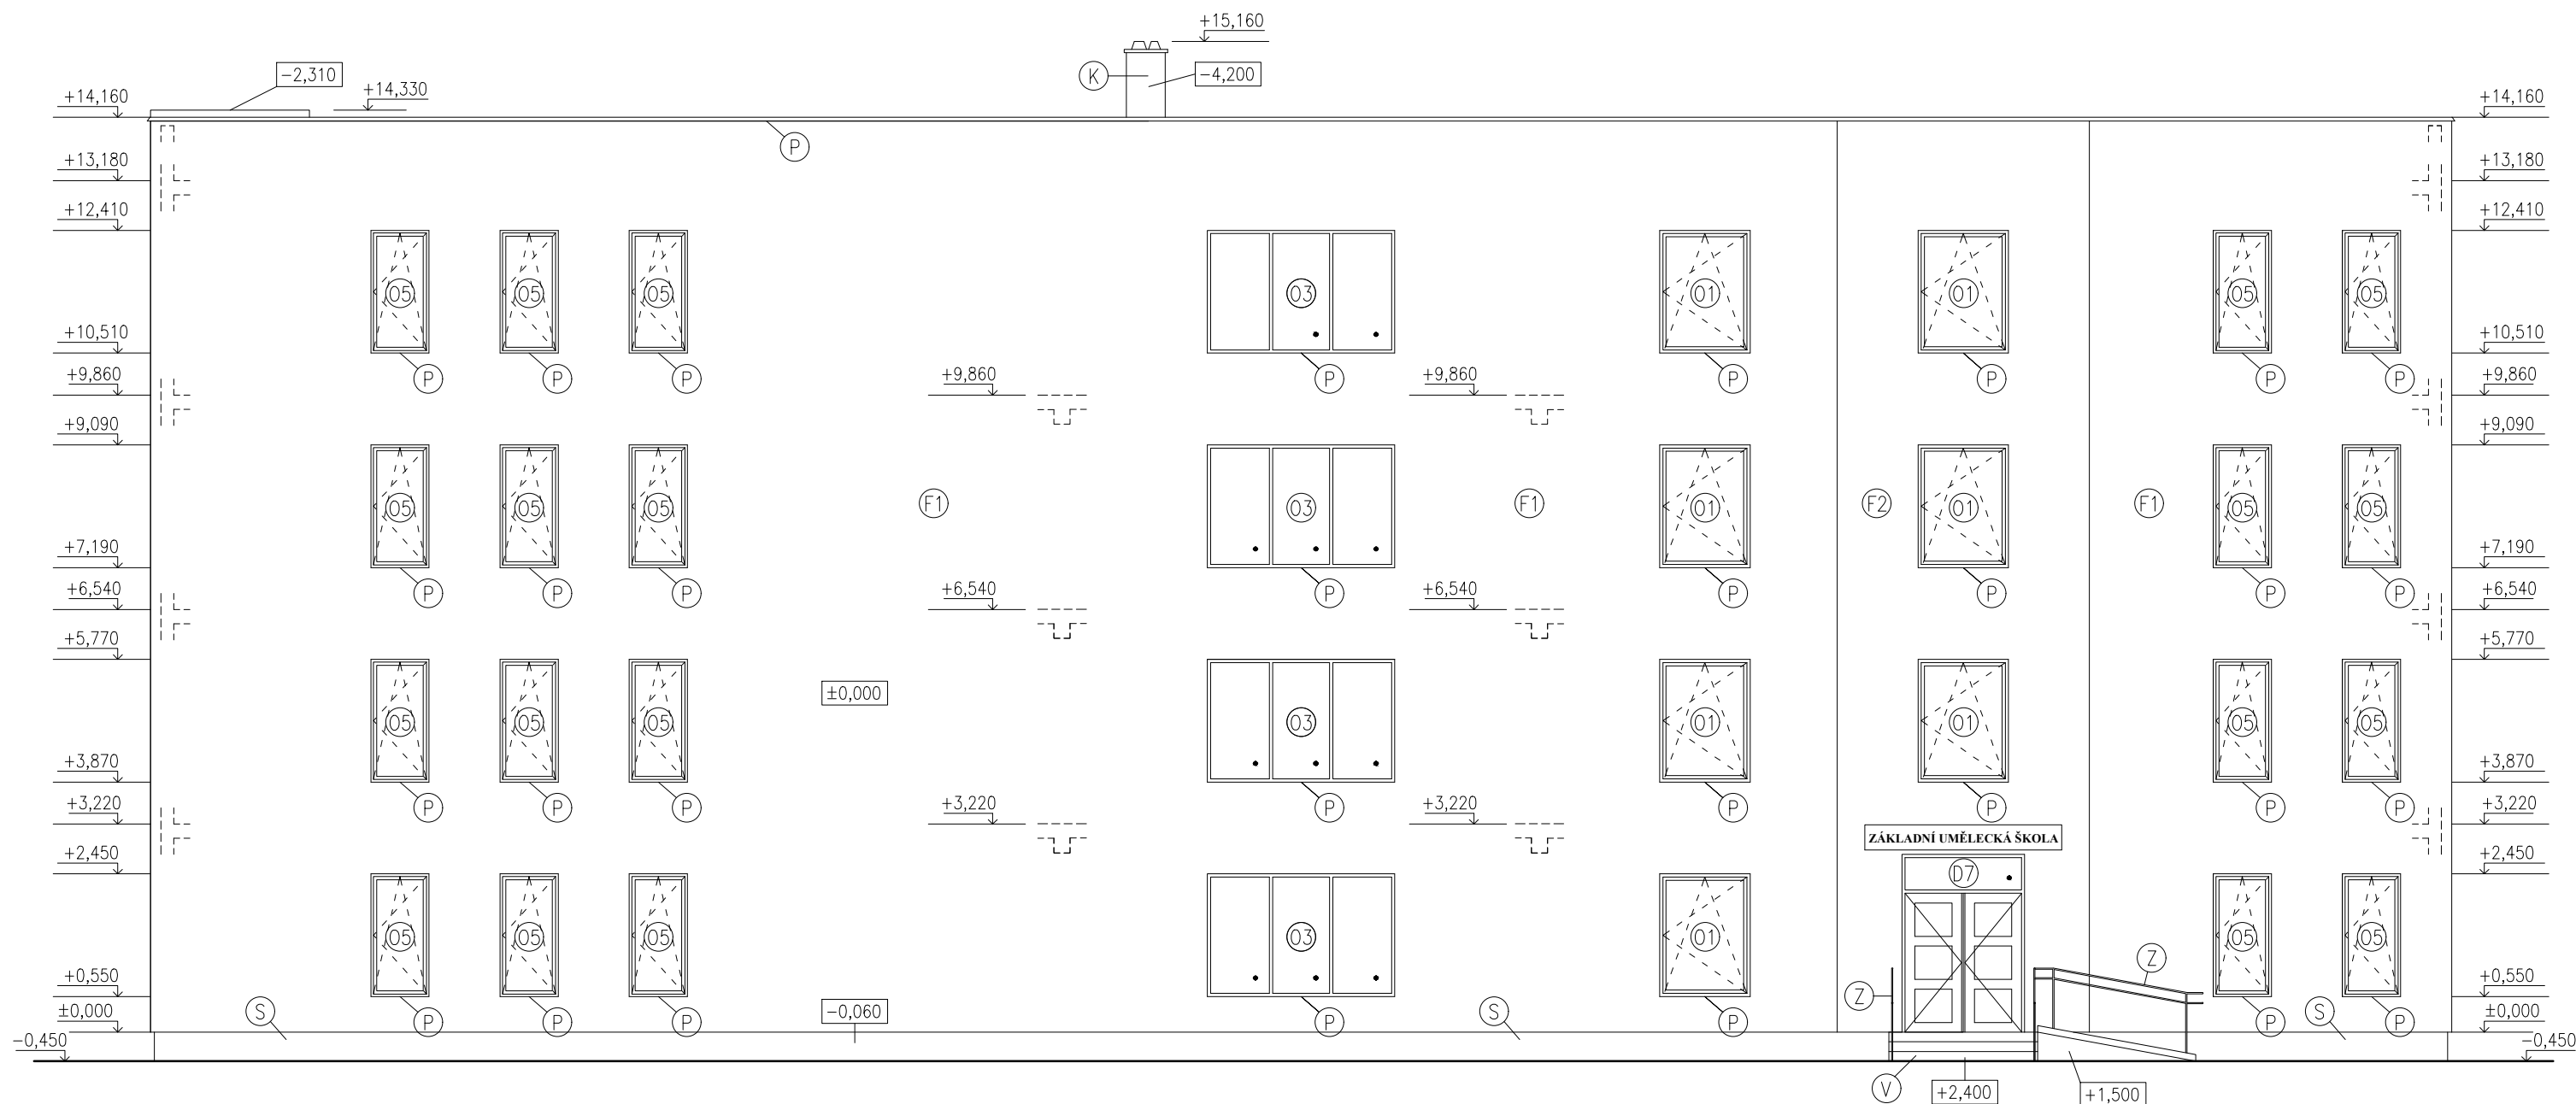 +15,160
-2,310
K
-4,200
+14,330
+14,160
+14,160
P
+13,180
+13,180
+12,410
+12,410
05 05 05 03 01 01 05 05
+10,510
+10,510
P P P P P P P P
+9,860
+9,860
+9,860
+9,860
+9,090
+9,090
F1 F1 F2 F1
05 05 05 03 01 01 05 05
+7,190
+7,190
P P P P P P P P
+6,540
+6,540
+6,540
+6,540
+5,770
+5,770
±0,000
05 05 05 03 01 01 05 05
+3,870
+3,870
P P P P P P P P
+3,220
+3,220
+3,220
+3,220
ZÁKLADNÍ UMĚLECKÁ ŠKOLA
+2,450
+2,450
D7
05 05 05 03 01 05 05
Z
+0,550
Z
+0,550
±0,000
S
-0,060
S
S
±0,000
P P P P P P P
-0,450
-0,450
V
+2,400
+1,500